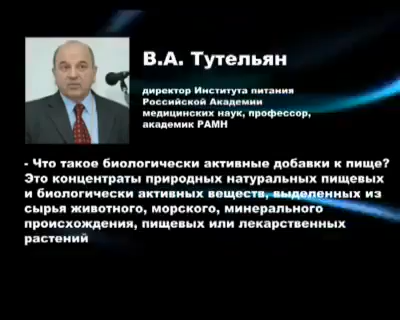 В.А. Тутельян
директор Института питания
Российской Академии
медицинских наук, профессор,
академик РАМН
- Что такое биологически активные добавки к пище?
Это концентраты природных натуральных пищевых
и биологически активных веществ, выделенных из
сырья животного, морского, минерального
происхождения, пищевых или лекарственных
растений